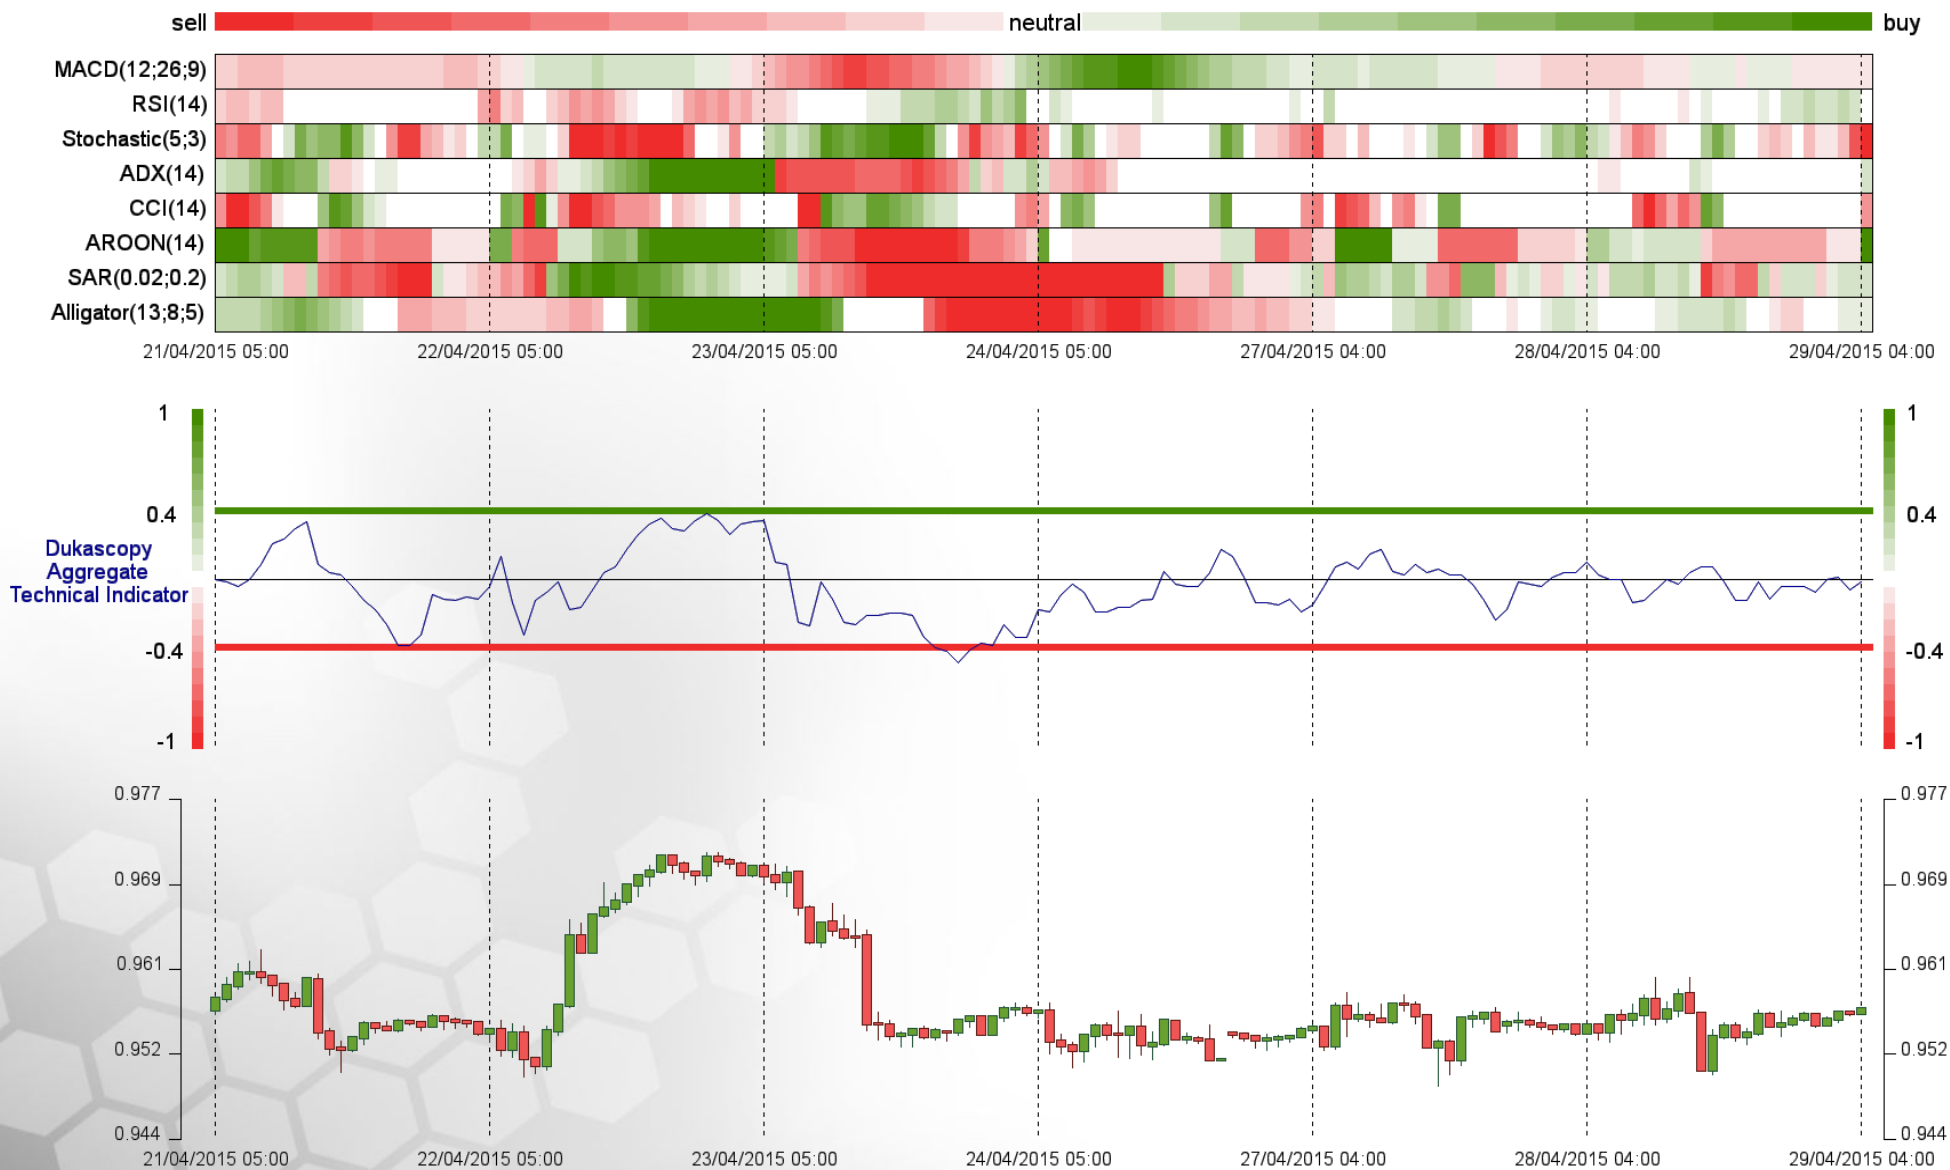 sell neutral buy
MACD(12;26;9)
RSI(14)
Stochastic(5;3)
ADX(14)
CCI(14)
AROON(14)
SAR(0.02;0.2)
Alligator(13;8;5)
21/04/2015 05:00 22/04/2015 05:00 23/04/2015 05:00 24/04/2015 05:00 27/04/2015 04:00 28/04/2015 04:00 29/04/2015 04:00
1 1
0.4 0.4
Dukascopy
Aggregate
Technical Indicator
-0.4 -0.4
-1 -1
0.977 0.977
0.969 0.969
0.961 0.961
0.952 0.952
0.944 0.944
21/04/2015 05:00 22/04/2015 05:00 23/04/2015 05:00 24/04/2015 05:00 27/04/2015 04:00 28/04/2015 04:00 29/04/2015 04:00